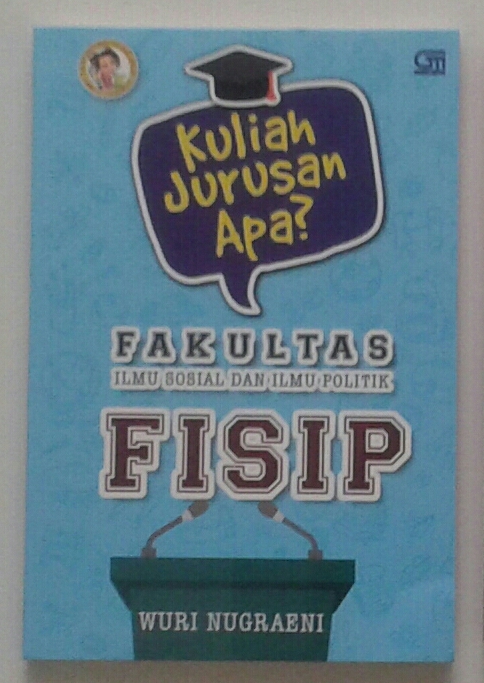 Kuliah
Jurusan
Apa?
FAKULTAS
ILMU SOSIAL DAN ILMU POLITIK
FISIP
WURI NUGRAENI